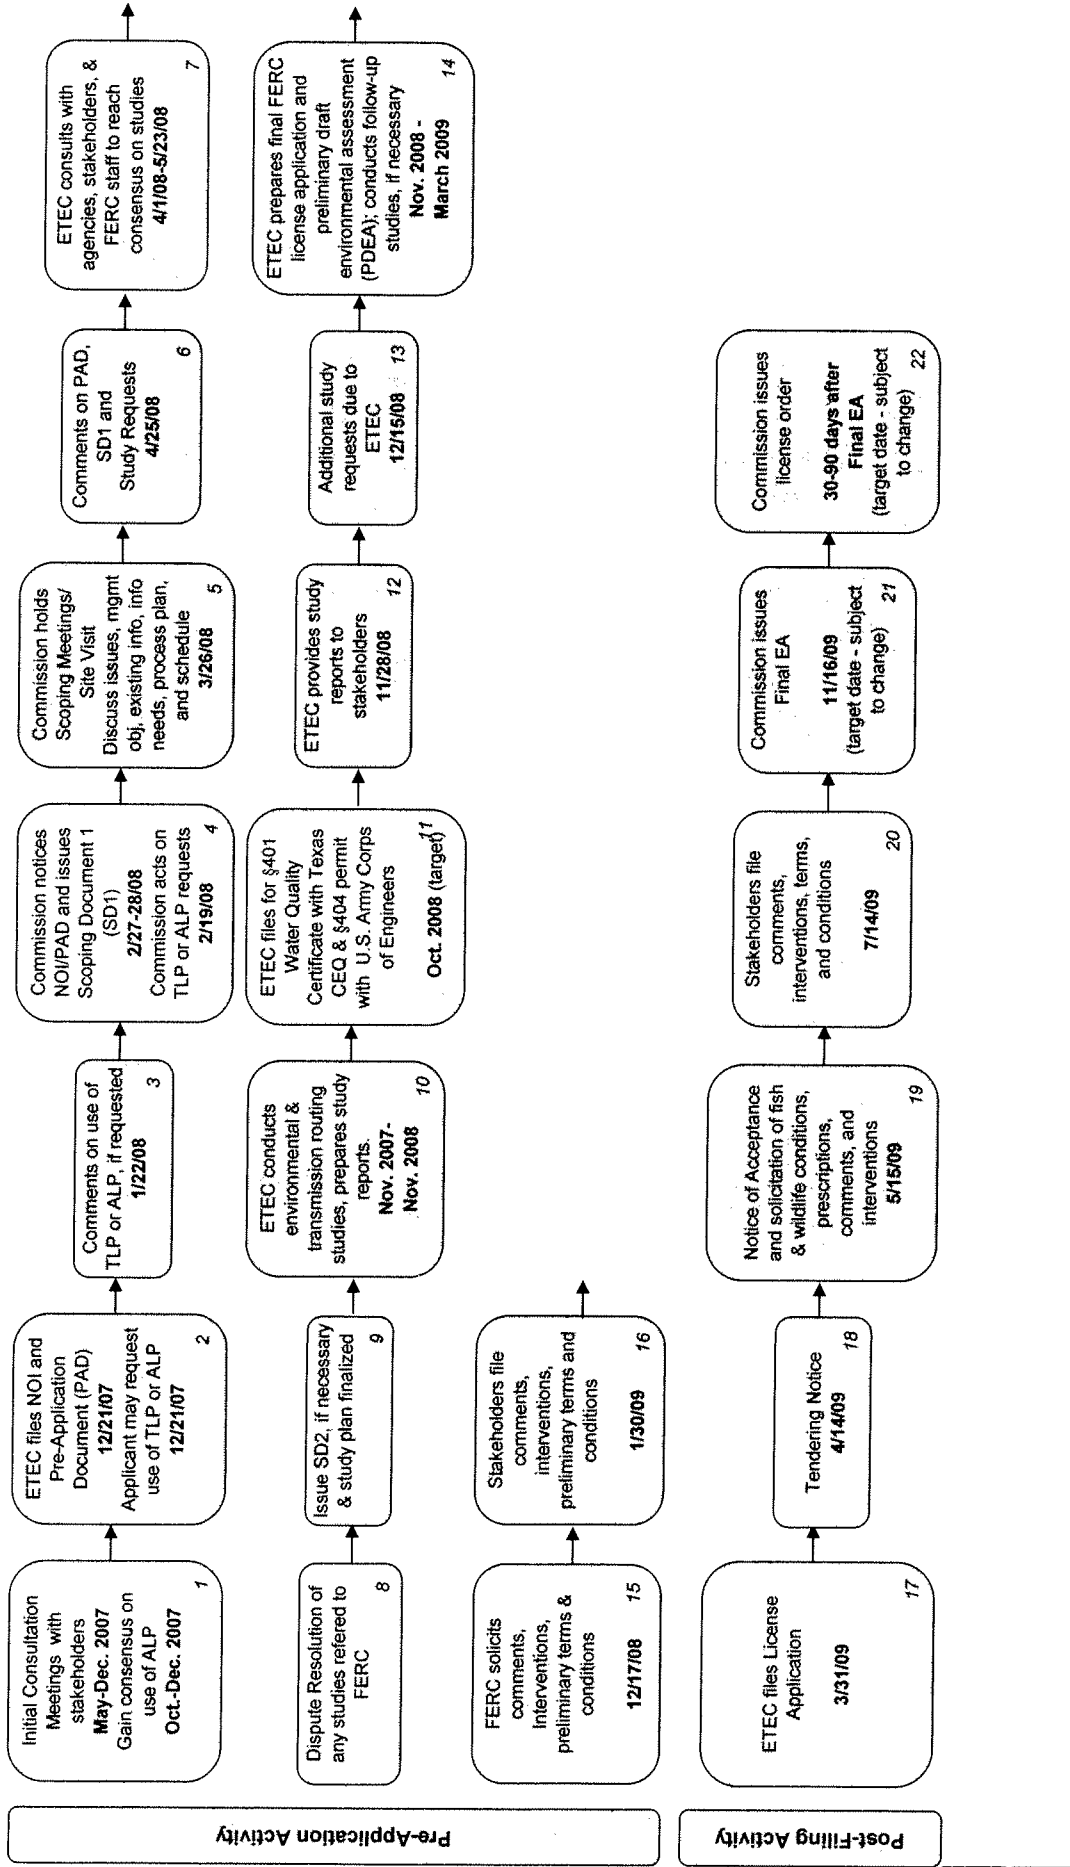 Pre-Application Activity
Initial Consultation
Meetings with
stakeholders
May-Dec. 2007
Gain consensus on
use of ALP
Oct.-Dec. 2007
1
ETEC files NOI and
Pre-Application
Document (PAD)
12/21/07
Applicant may request
use of TLP or ALP
12/21/07
2
Comments on use of
TLP or ALP, if requested
1/22/08
3
Commission notices
NOI/PAD and issues
Scoping Document 1
(SD1)
2/27-28/08
Commission acts on
TLP or ALP requests
2/19/08
4
Commission holds
Scoping Meetings/
Site Visit
Discuss issues, mgmt
obj, existing info, info
needs, process plan,
and schedule
3/26/08
5
Comments on PAD,
SD1 and
Study Requests
4/25/08
6
ETEC consults with
agencies, stakeholders, &
FERC staff to reach
consensus on studies
4/1/08-5/23/08
7
Dispute Resolution of
any studies refered to
FERC
8
Issue SD2, if necessary
& study plan finalized
9
ETEC conducts
environmental &
transmission routing
studies, prepares study
reports.
Nov. 2007-
Nov. 2008
10
ETEC files for §401
Water Quality
Certificate with Texas
CEQ & §404 permit
with U.S. Army Corps
of Engineers
Oct. 2008 (target)
11
ETEC provides study
reports to
stakeholders
11/28/08
12
Additional study
requests due to
ETEC
12/15/08
13
ETEC prepares final FERC
license application and
preliminary draft
environmental assessment
(PDEA); conducts follow-up
studies, if necessary
Nov. 2008 -
March 2009
14
FERC solicits
comments,
Interventions,
preliminary terms &
conditions
12/17/08
15
Stakeholders file
comments,
interventions,
preliminary terms and
conditions
1/30/09
16
Post-Filing Activity
ETEC files License
Application
3/31/09
17
Tendering Notice
4/14/09
18
Notice of Acceptance
and solicitation of fish
& wildlife conditions,
prescriptions,
comments, and
interventions
5/15/09
19
Stakeholders file
comments,
interventions, terms,
and conditions
7/14/09
20
Commission issues
Final EA
11/16/09
(target date - subject
to change)
21
Commission issues
license order
30-90 days after
Final EA
(target date - subject
to change)
22